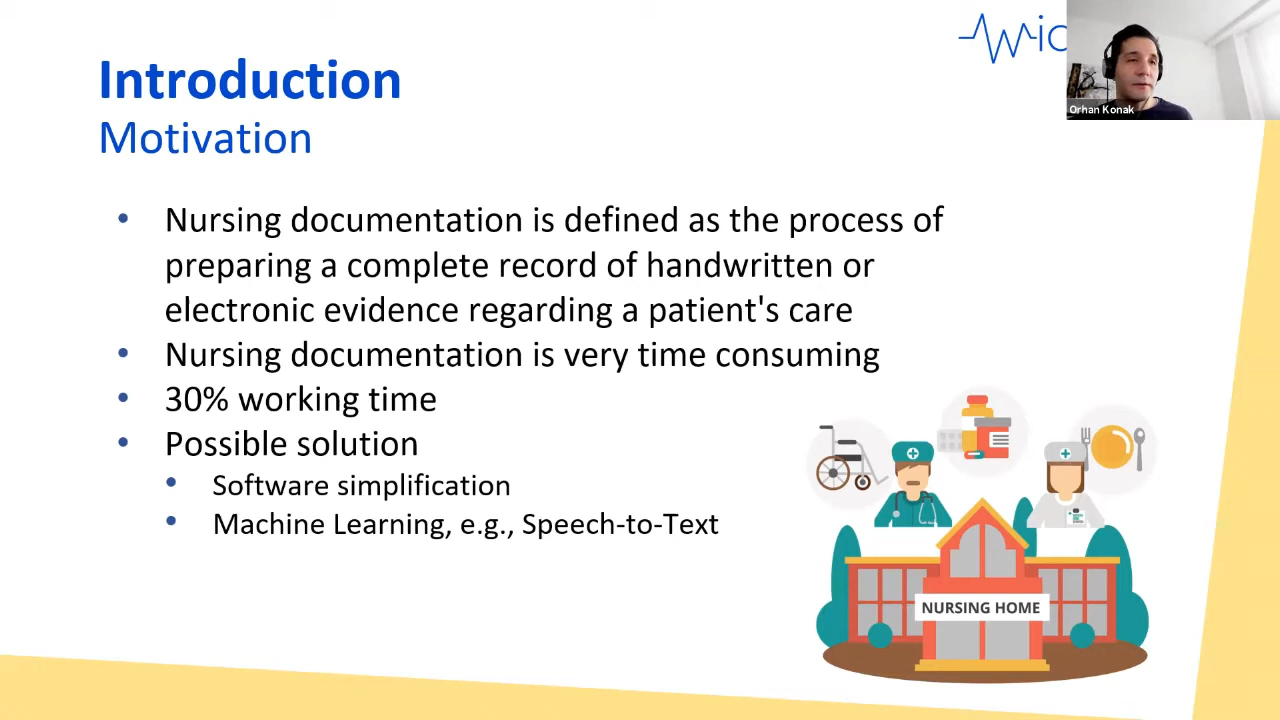 Introduction
Motivation
• Nursing documentation is defined as the process of
preparing a complete record of handwritten or
electronic evidence regarding a patient's care
• Nursing documentation is very time consuming
• 30% working time
• Possible solution
• Software simplification
• Machine Learning, e.g., Speech-to-Text
Orhan Konak
NURSING HOME